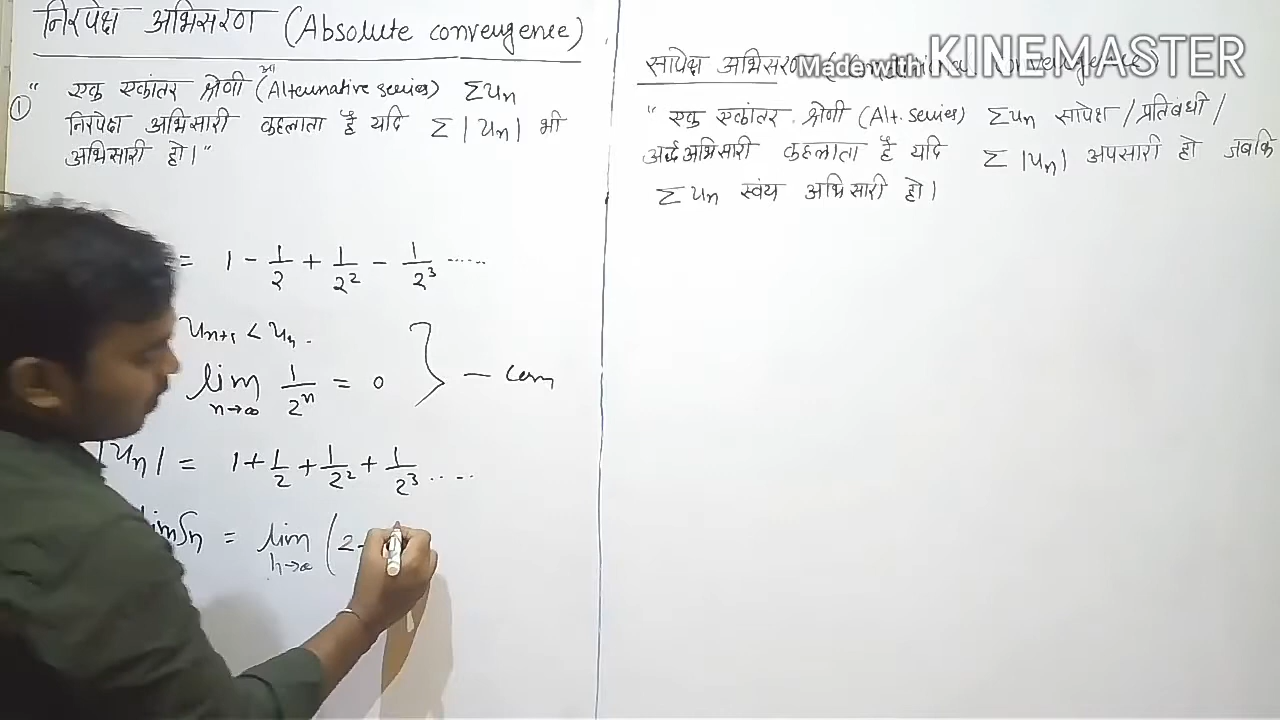 निरपेक्ष अभिसरण (Absolute convergence)
① " एक एकांतर श्रेणी (Alternative series) Σun
निरपेक्ष अभिसारी कहलाता है यदि Σ|un| भी
अभिसारी हो।"
= 1 - 1/2 + 1/2² - 1/2³ ......
un+1 < un .
lim n→∞ 1/2ⁿ = 0 } — Con
|un| = 1 + 1/2 + 1/2² + 1/2³ .....
lim Sn = lim n→∞ (2 -
सापेक्ष अभिसरण
" एक एकांतर श्रेणी (Alt. series) Σun सापेक्ष / प्रतिबंधी /
अर्द्ध अभिसारी कहलाता है यदि Σ|un| अपसारी हो जबकि
Σun स्वंय अभिसारी हो।
Made with KINEMASTER